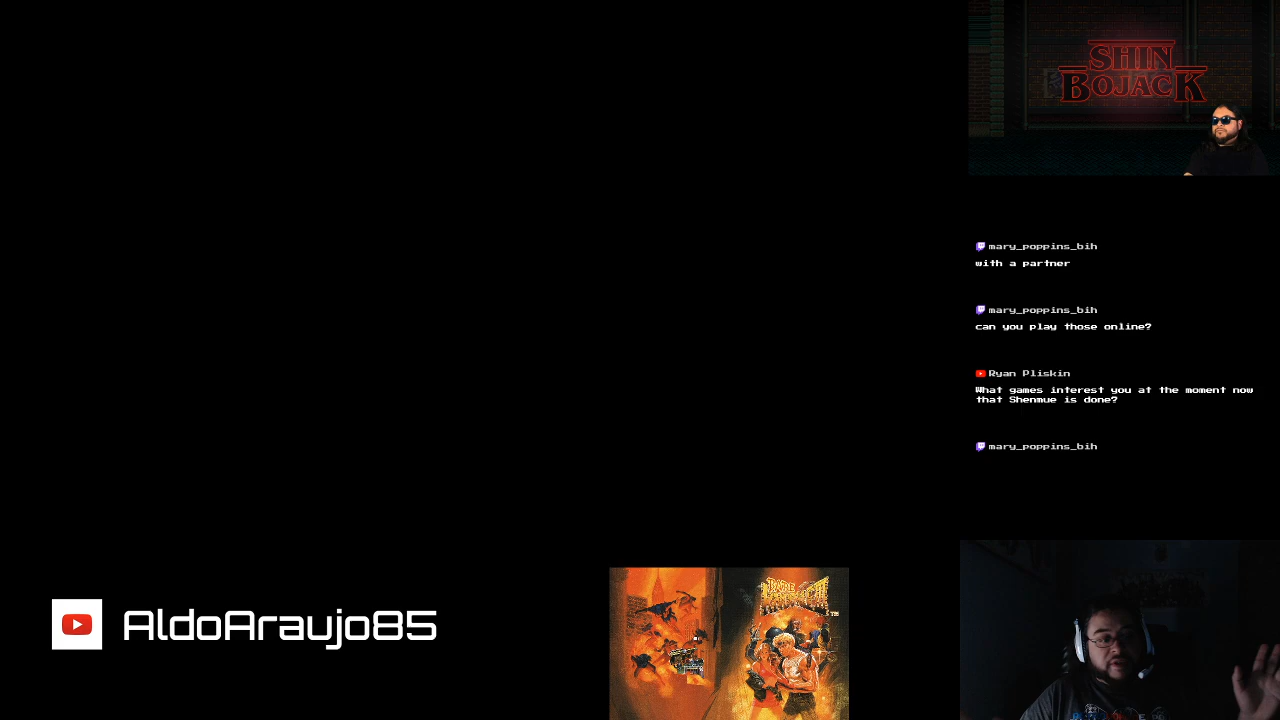 SHIN
BOJACK
mary_poppins_bih
with a partner
mary_poppins_bih
can you play those online?
Ryan Pliskin
What games interest you at the moment now
that Shenmue is done?
mary_poppins_bih
AldoAraujo85